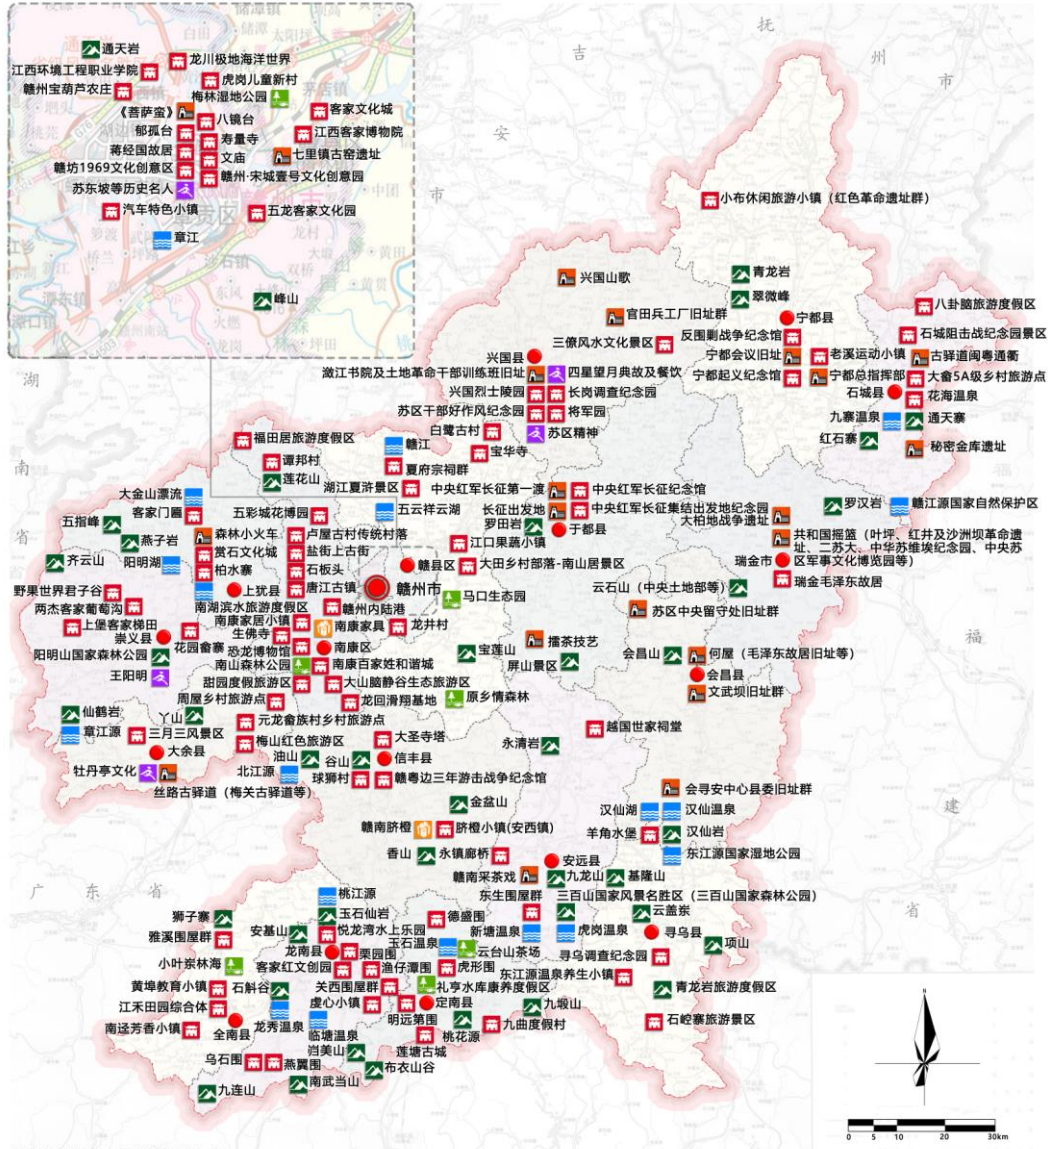 通天岩
龙川极地海洋世界
江西环境工程职业学院
虎岗儿童新村
赣州宝葫芦农庄
梅林湿地公园
《菩萨蛮》
客家文化城
八镜台
郁孤台
江西客家博物院
寿量寺
蒋经国故居
文庙
七里镇古窑遗址
赣坊1969文化创意区
赣州·宋城壹号文化创意园
苏东坡等历史名人
汽车特色小镇
五龙客家文化园
章江
峰山
抚
州
市
吉
安
市
湖
南
省
福
建
省
广东省
小布休闲旅游小镇（红色革命遗址群）
兴国山歌
青龙岩
翠微峰
官田兵工厂旧址群
宁都县
八卦脑旅游度假区
三僚风水文化景区
反围剿战争纪念馆
石城阻击战纪念园景区
兴国县
宁都会议旧址
老溪运动小镇
古驿道闽粤通衢
潋江书院及土地革命干部训练班旧址
四星望月典故及餐饮
宁都起义纪念馆
宁都总指挥部
大畲5A级乡村旅游点
兴国烈士陵园
长岗调查纪念园
石城县
花海温泉
苏区干部好作风纪念园
将军园
九寨温泉
通天寨
白鹭古村
苏区精神
红石寨
秘密金库遗址
福田居旅游度假区
赣江
宝华寺
谭邦村
夏府宗祠群
莲花山
湖江夏浒景区
中央红军长征第一渡
中央红军长征纪念馆
大金山漂流
客家门匾
五彩城花博园
五云祥云湖
长征出发地
中央红军长征集结出发地纪念园
罗汉岩
赣江源国家自然保护区
五指峰
罗田岩
于都县
大柏地战争遗址
燕子岩
森林小火车
卢屋古村传统村落
江口果蔬小镇
共和国摇篮（叶坪、红井及沙洲坝革命遗
址、二苏大、中华苏维埃纪念园、中央苏
区军事文化博览园等）
齐云山
赏石文化城
盐街上古街
瑞金市
阳明湖
柏水寨
石板头
赣县区
大田乡村部落-南山居景区
瑞金毛泽东故居
野果世界君子谷
上犹县
唐江古镇
赣州市
马口生态园
云石山（中央土地部等）
两杰客家葡萄沟
南湖滨水旅游度假区
赣州内陆港
苏区中央留守处旧址群
上堡客家梯田
南康家居小镇
南康家具
龙井村
崇义县
花园畲寨
生佛寺
擂茶技艺
阳明山国家森林公园
恐龙博物馆
南康区
宝莲山
会昌山
何屋（毛泽东故居旧址等）
王阳明
南山森林公园
南康百家姓和谐城
屏山景区
会昌县
甜园度假旅游区
大山脑静谷生态旅游区
文武坝旧址群
周屋乡村旅游点
龙回滑翔基地
原乡情森林
仙鹤岩
丫山
元龙畲族村乡村旅游点
越国世家祠堂
章江源
三月三风景区
梅山红色旅游区
大圣寺塔
永清岩
大余县
油山
谷山
信丰县
牡丹亭文化
北江源
球狮村
赣粤边三年游击战争纪念馆
丝路古驿道（梅关古驿道等）
会寻安中心县委旧址群
金盆山
汉仙湖
汉仙温泉
赣南脐橙
脐橙小镇(安西镇)
羊角水堡
汉仙岩
香山
永镇廊桥
安远县
东江源国家湿地公园
赣南采茶戏
九龙山
基隆山
桃江源
东生围屋群
三百山国家风景名胜区（三百山国家森林公园）
狮子寨
玉石仙岩
德盛围
云盖岽
雅溪围屋群
安基山
悦龙湾水上乐园
新塘温泉
虎岗温泉
寻乌县
玉石温泉
云台山茶场
项山
小叶岽林海
龙南县
栗园围
寻乌调查纪念园
客家红文创园
渔仔潭围
虎形围
东江源温泉养生小镇
黄埠教育小镇
石斛谷
关西围屋群
礼亨水库康养度假区
青龙岩旅游度假区
江禾田园综合体
虔心小镇
定南县
九塅山
南迳芳香小镇
全南县
龙秀温泉
明远第围
九曲度假村
石崆寨旅游景区
临塘温泉
桃花源
乌石围
燕翼围
岿美山
莲塘古城
布衣山谷
九连山
南武当山
N
0 5 10 20 30km